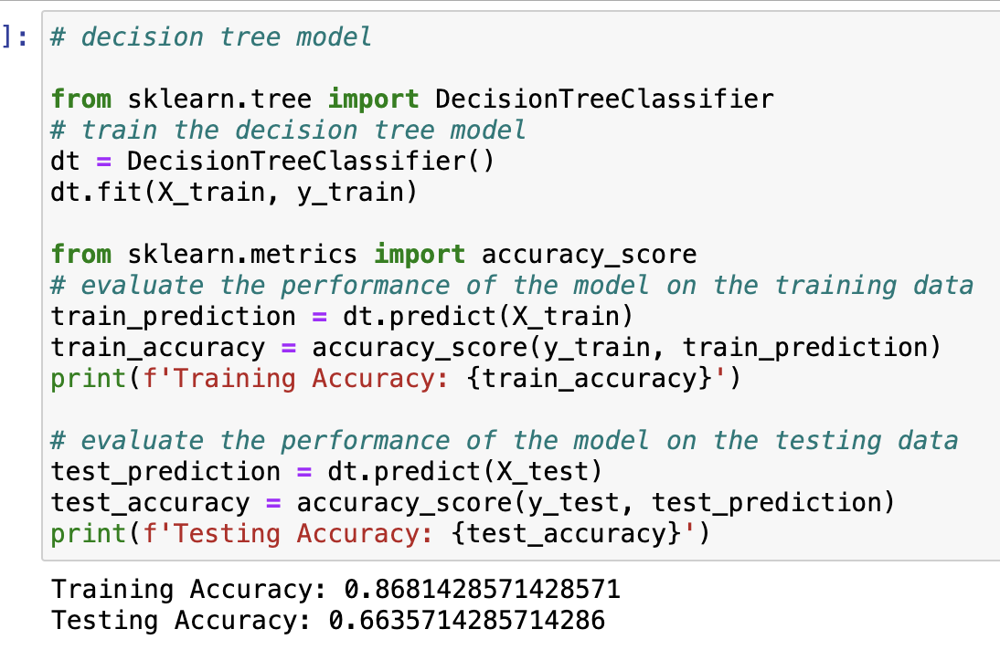 ]: # decision tree model
from sklearn.tree import DecisionTreeClassifier
# train the decision tree model
dt = DecisionTreeClassifier()
dt.fit(X_train, y_train)
from sklearn.metrics import accuracy_score
# evaluate the performance of the model on the training data
train_prediction = dt.predict(X_train)
train_accuracy = accuracy_score(y_train, train_prediction)
print(f'Training Accuracy: {train_accuracy}')
# evaluate the performance of the model on the testing data
test_prediction = dt.predict(X_test)
test_accuracy = accuracy_score(y_test, test_prediction)
print(f'Testing Accuracy: {test_accuracy}')
Training Accuracy: 0.8681428571428571
Testing Accuracy: 0.6635714285714286